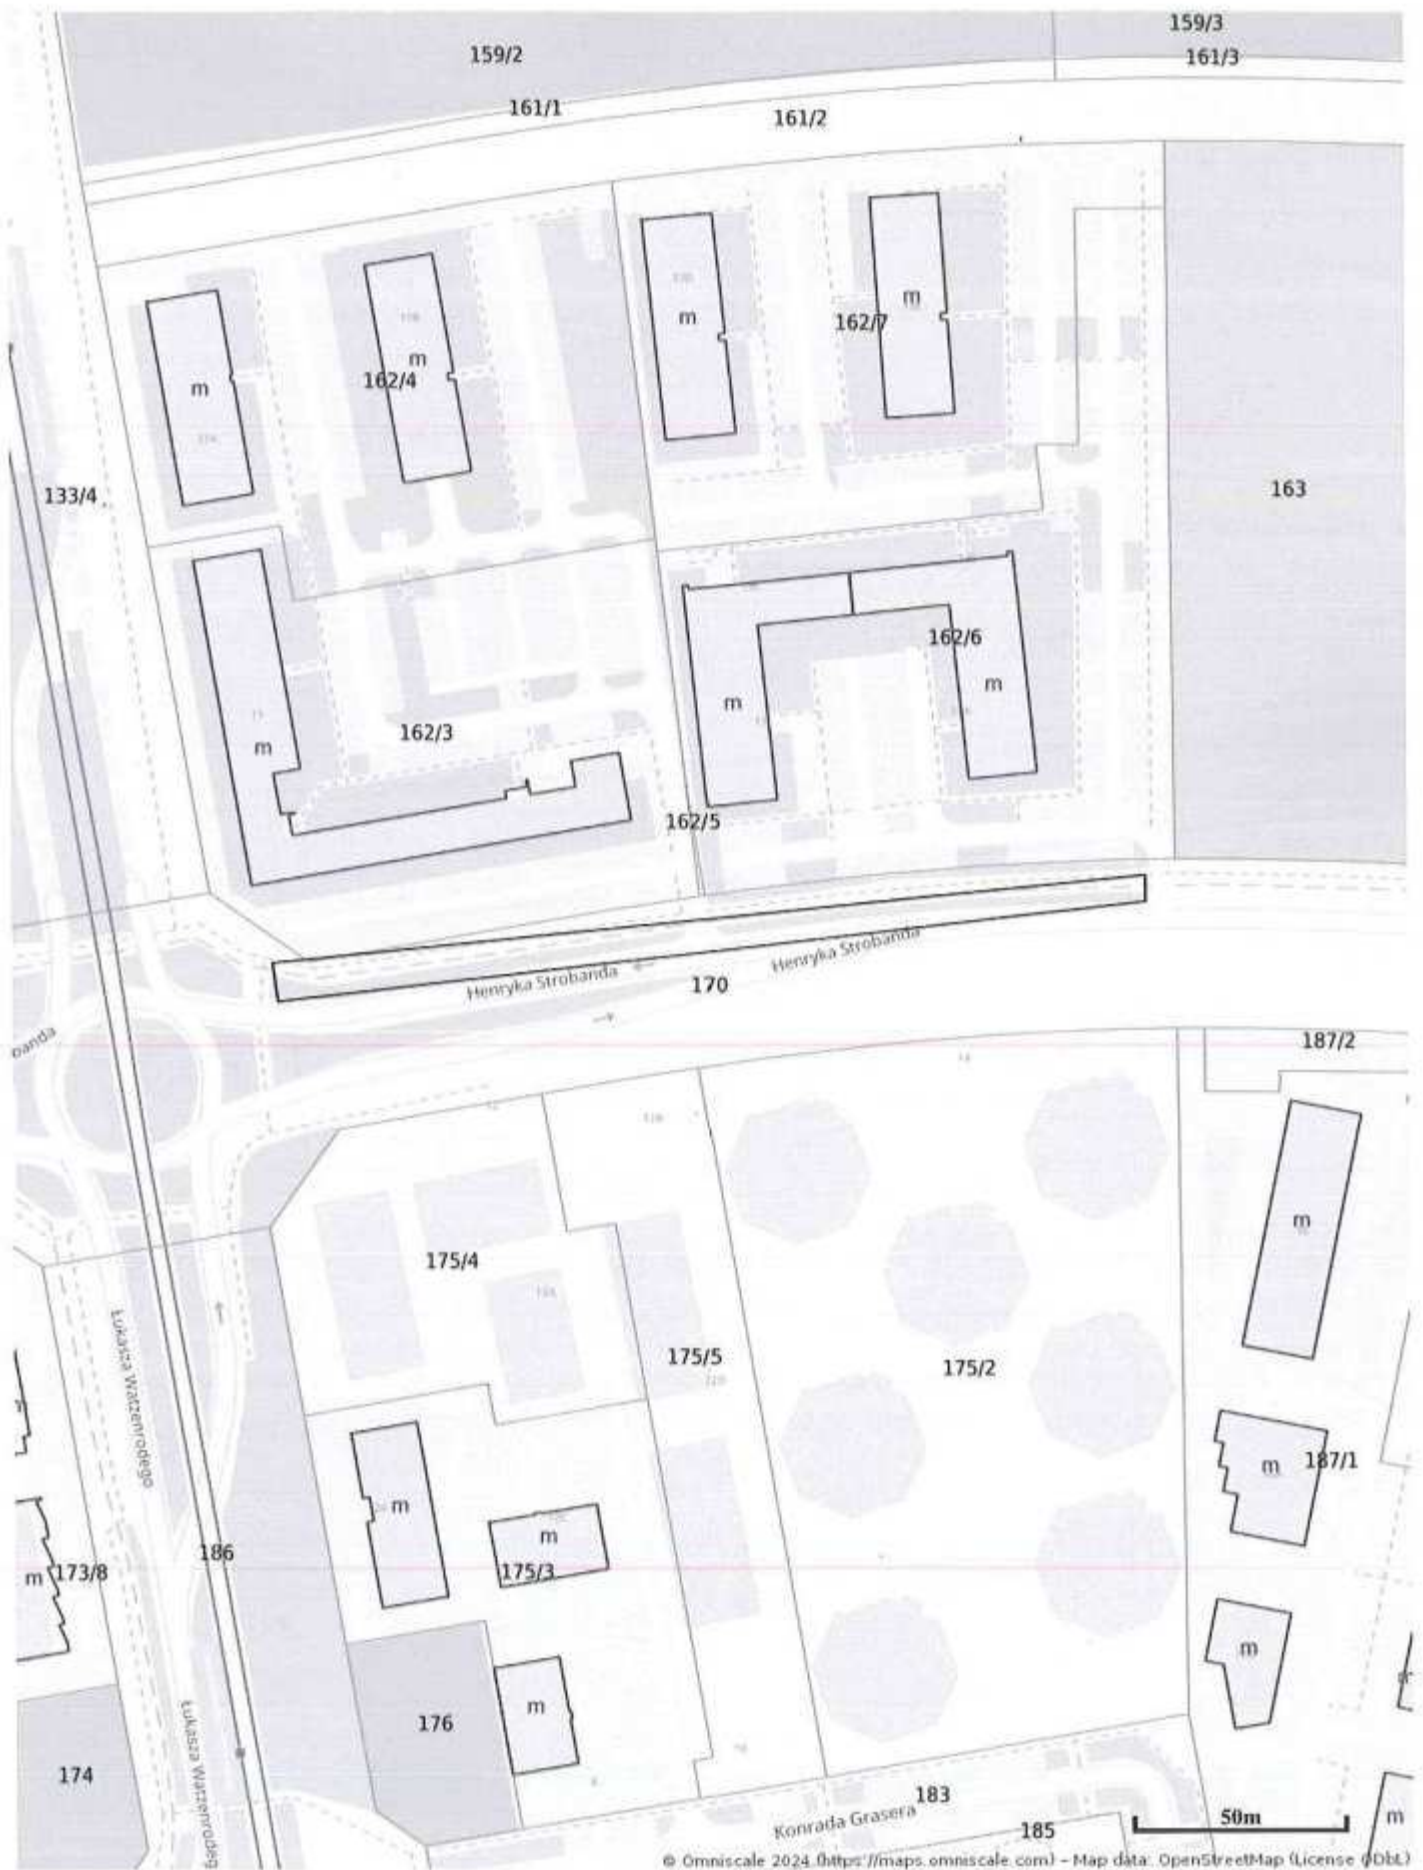 159/3
159/2
161/3
161/1
161/2
m
162/7
m
m
162/4
m
133/4
163
162/6
m
m
162/3
m
162/5
Henryka Strobanda
Henryka Strobanda
170
banda
187/2
m
175/4
Łukasza Watzenrodego
175/5
175/2
187/1
m
m
m
175/3
186
173/8
m
m
m
176
174
Łukasza Watzenrodeg
183
Konrada Grasera
185
50m
m
© Omniscale 2024 (https://maps.omniscale.com) - Map data: OpenStreetMap (License ODbL)